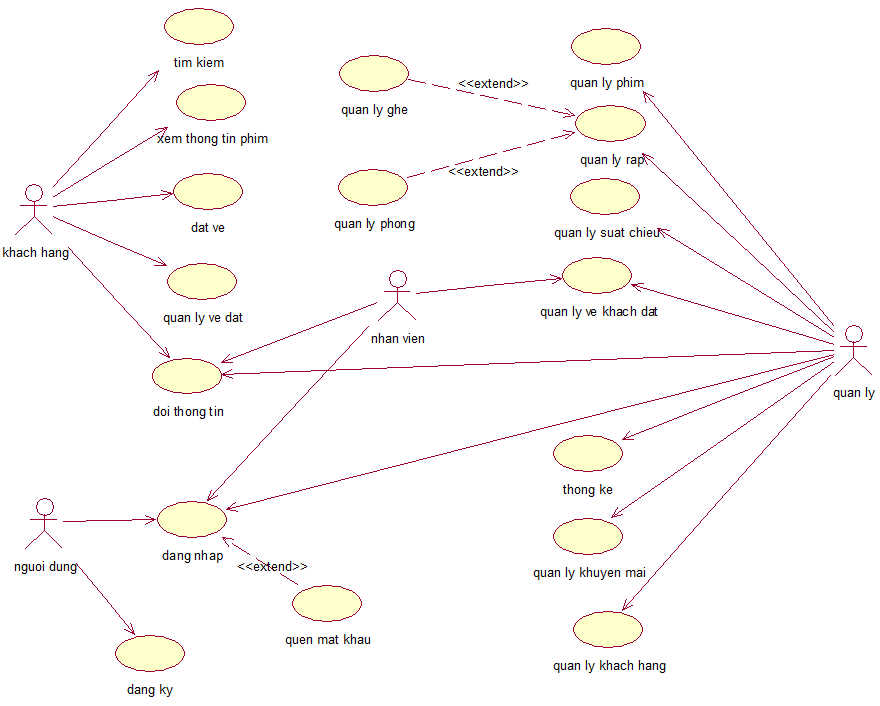 tim kiem
quan ly phim
<<extend>>
quan ly ghe
xem thong tin phim
quan ly rap
<<extend>>
dat ve
quan ly phong
quan ly suat chieu
khach hang
quan ly ve dat
quan ly ve khach dat
nhan vien
quan ly
doi thong tin
thong ke
dang nhap
nguoi dung
<<extend>>
quan ly khuyen mai
quen mat khau
quan ly khach hang
dang ky